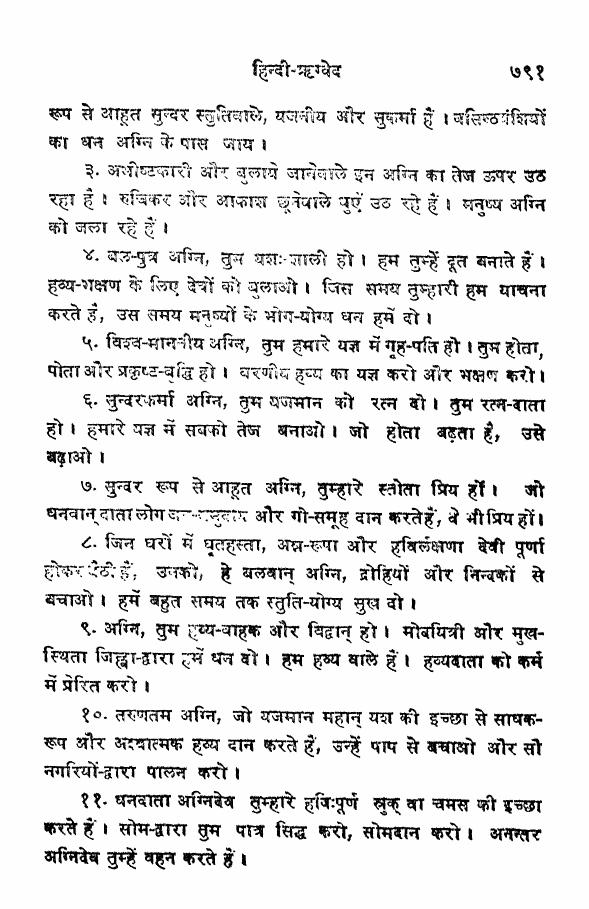 हिन्दी-ऋग्वेद ७९१
रूप से आहूत सुन्दर स्तुतिवाले, यजनीय और सुकर्मा हैं । वसिष्ठवंशियों
का धन अग्नि के पास जाय ।
३. अभीष्टकारी और बुलाये जानेवाले इन अग्नि का तेज ऊपर उठ
रहा है । रुचिकर और आकाश छूनेवाले धुएँ उठ रहे हैं । मनुष्य अग्नि
को जला रहे हैं ।
४. बल-पुत्र अग्नि, तुम यशःशाली हो । हम तुम्हें दूत बनाते हैं ।
हव्य-भक्षण के लिए देवों को बुलाओ । जिस समय तुम्हारी हम याचना
करते हैं, उस समय मनुष्यों के भोग-योग्य धन हमें दो ।
५. विश्व-माननीय अग्नि, तुम हमारे यज्ञ में गृह-पति हो । तुम होता,
पोता और प्रकृष्ट-बुद्धि हो । वरणीय हव्य का यज्ञ करो और भक्षण करो ।
६. सुन्दरकर्मा अग्नि, तुम यजमान को रत्न दो । तुम रत्न-दाता
हो । हमारे यज्ञ में सबको तेज बनाओ । जो होता बढ़ता है, उसे
बढ़ाओ ।
७. सुन्दर रूप से आहूत अग्नि, तुम्हारे स्तोता प्रिय हों । जो
धनवान् दाता लोग और गो-समूह दान करते हैं, वे भी प्रिय हों ।
८. जिन घरों में घृतहस्ता, अन्न-रूपा और हविर्लक्षणा देवी पूर्णा
होकर बैठी हैं, उनको, हे बलवान् अग्नि, द्रोहियों और निन्दकों से
बचाओ । हमें बहुत समय तक स्तुति-योग्य सुख दो ।
९. अग्नि, तुम हव्य-वाहक और विद्वान् हो । मोदयित्री और मुख-
स्थिता जिह्वा-द्वारा हमें धन दो । हम हव्य वाले हैं । हव्यदाता को कर्म
में प्रेरित करो ।
१०. तरुणतम अग्नि, जो यजमान महान् यश की इच्छा से साधक-
रूप और अश्वात्मक हव्य दान करते हैं, उन्हें पाप से बचाओ और सौ
नगरियों-द्वारा पालन करो ।
११. धनदाता अग्निदेव तुम्हारे हविःपूर्ण स्रुक् वा चमस की इच्छा
करते हैं । सोम-द्वारा तुम पात्र सिद्ध करो, सोमदान करो । अनन्तर
अग्निदेव तुम्हें वहन करते हैं ।